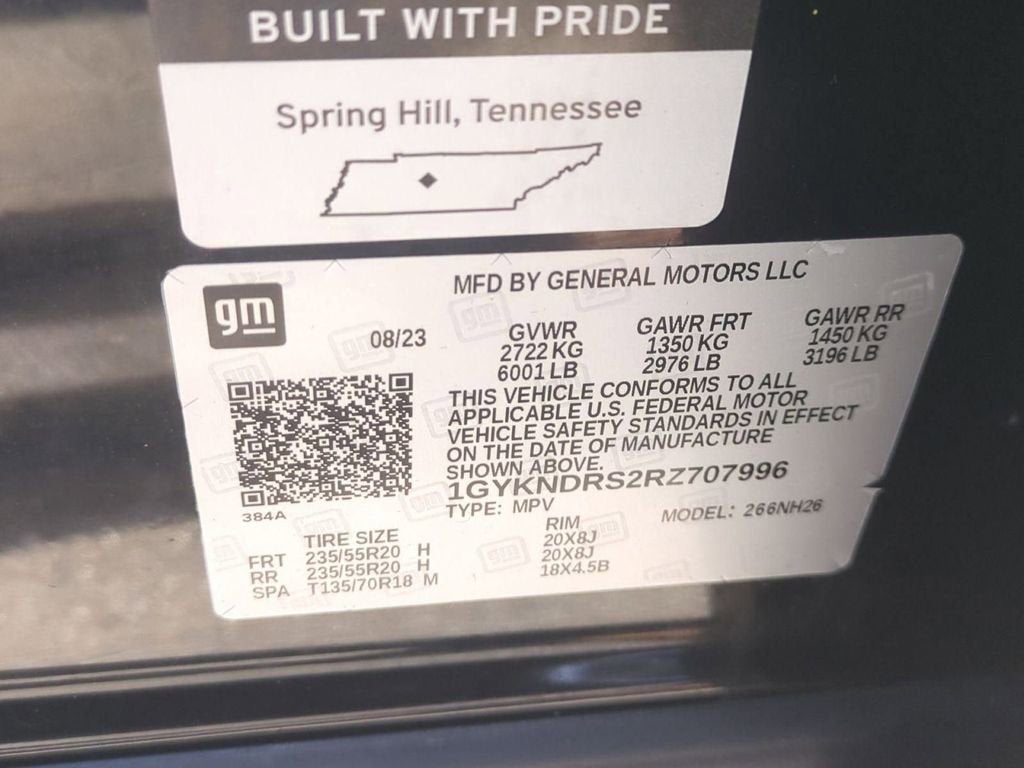 BUILT WITH PRIDE
Spring Hill, Tennessee
gm
MFD BY GENERAL MOTORS LLC
08/23
GVWR
2722 KG
6001 LB
GAWR FRT
1350 KG
2976 LB
GAWR RR
1450 KG
3196 LB
THIS VEHICLE CONFORMS TO ALL
APPLICABLE U.S. FEDERAL MOTOR
VEHICLE SAFETY STANDARDS IN EFFECT
ON THE DATE OF MANUFACTURE
SHOWN ABOVE.
1GYKNDRS2RZ707996
TYPE: MPV
MODEL: 266NH26
384A
TIRE SIZE
RIM
FRT 235/55R20 H 20X8J
RR 235/55R20 H 20X8J
SPA T135/70R18 M 18X4.5B